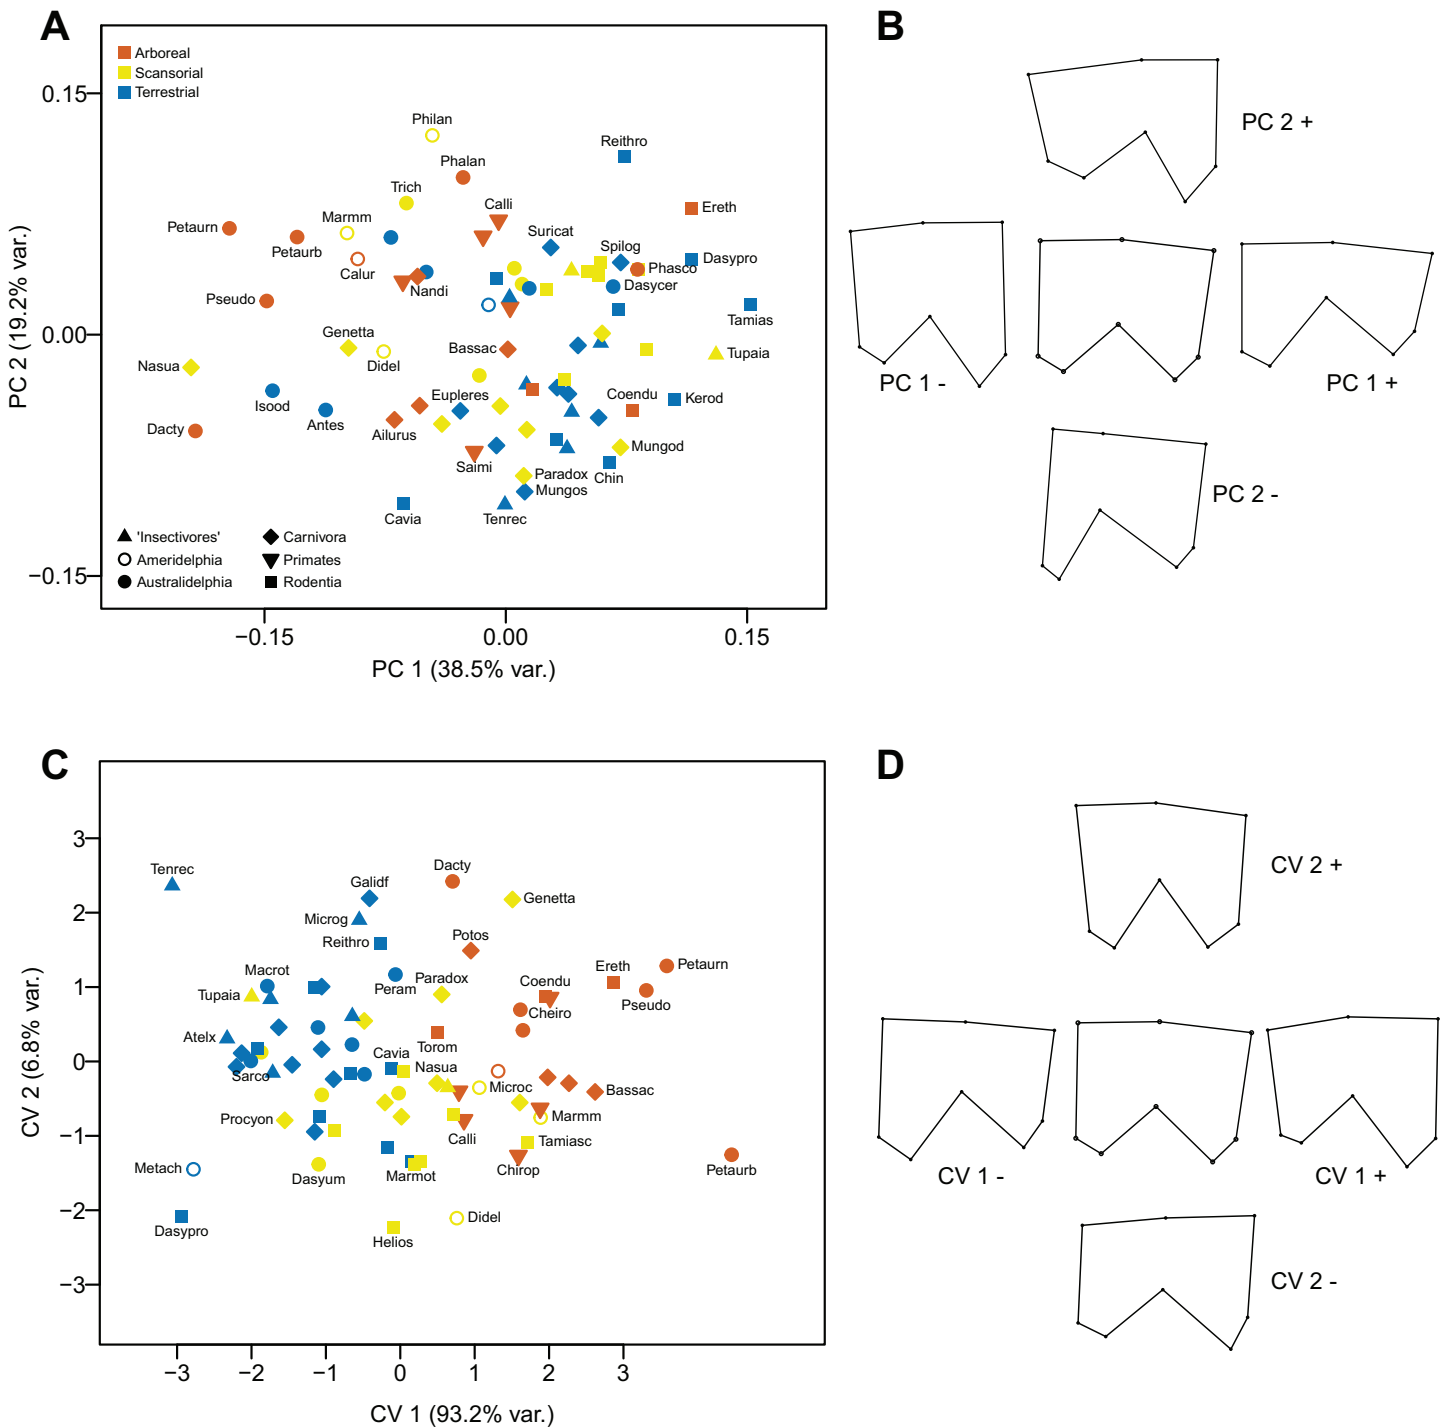 A
Arboreal
Scansorial
Terrestrial
0.15
0.00
−0.15
PC 2 (19.2% var.)
Philan
Phalan
Reithro
Trich
Calli
Ereth
Marmm
Petaurn
Petaurb
Suricat
Spilog
Calur
Nandi
Phasco
Dasypro
Dasycer
Pseudo
Tamias
Genetta
Didel
Bassac
Tupaia
Nasua
Isood
Antes
Eupleres
Coendu
Kerod
Dacty
Ailurus
Saimi
Mungod
Paradox
Chin
Mungos
Cavia
Tenrec
'Insectivores'
Carnivora
Ameridelphia
Primates
Australidelphia
Rodentia
−0.15
0.00
0.15
PC 1 (38.5% var.)
B
PC 2 +
PC 1 -
PC 1 +
PC 2 -
C
3
2
1
0
−1
−2
−3
CV 2 (6.8% var.)
Tenrec
Dacty
Galidf
Genetta
Microg
Reithro
Potos
Macrot
Peram
Paradox
Coendu
Ereth
Petaurn
Tupaia
Pseudo
Cheiro
Atelx
Torom
Cavia
Sarco
Nasua
Microc
Bassac
Procyon
Marmm
Calli
Tamiasc
Metach
Dasyum
Marmot
Chirop
Petaurb
Dasypro
Didel
Helios
−3
−2
−1
0
1
2
3
CV 1 (93.2% var.)
D
CV 2 +
CV 1 -
CV 1 +
CV 2 -